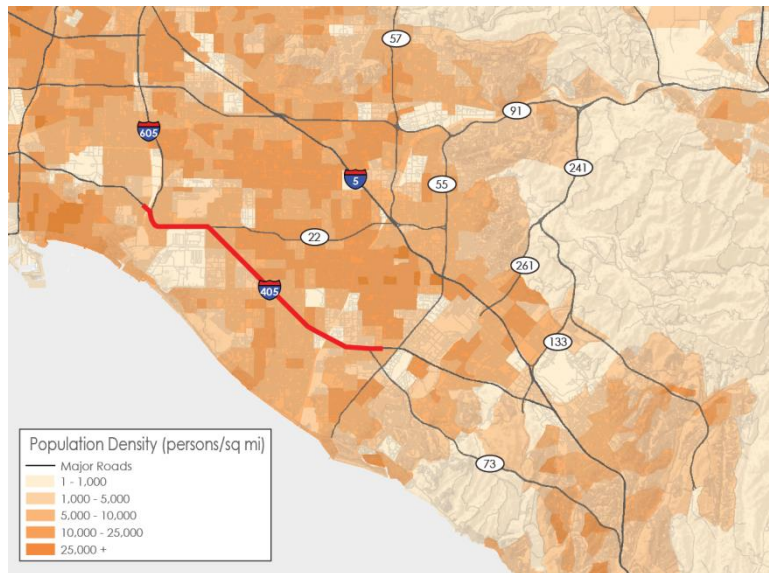 57
91
605
241
5
55
22
261
405
133
73
Population Density (persons/sq mi)
Major Roads
1 - 1,000
1,000 - 5,000
5,000 - 10,000
10,000 - 25,000
25,000 +